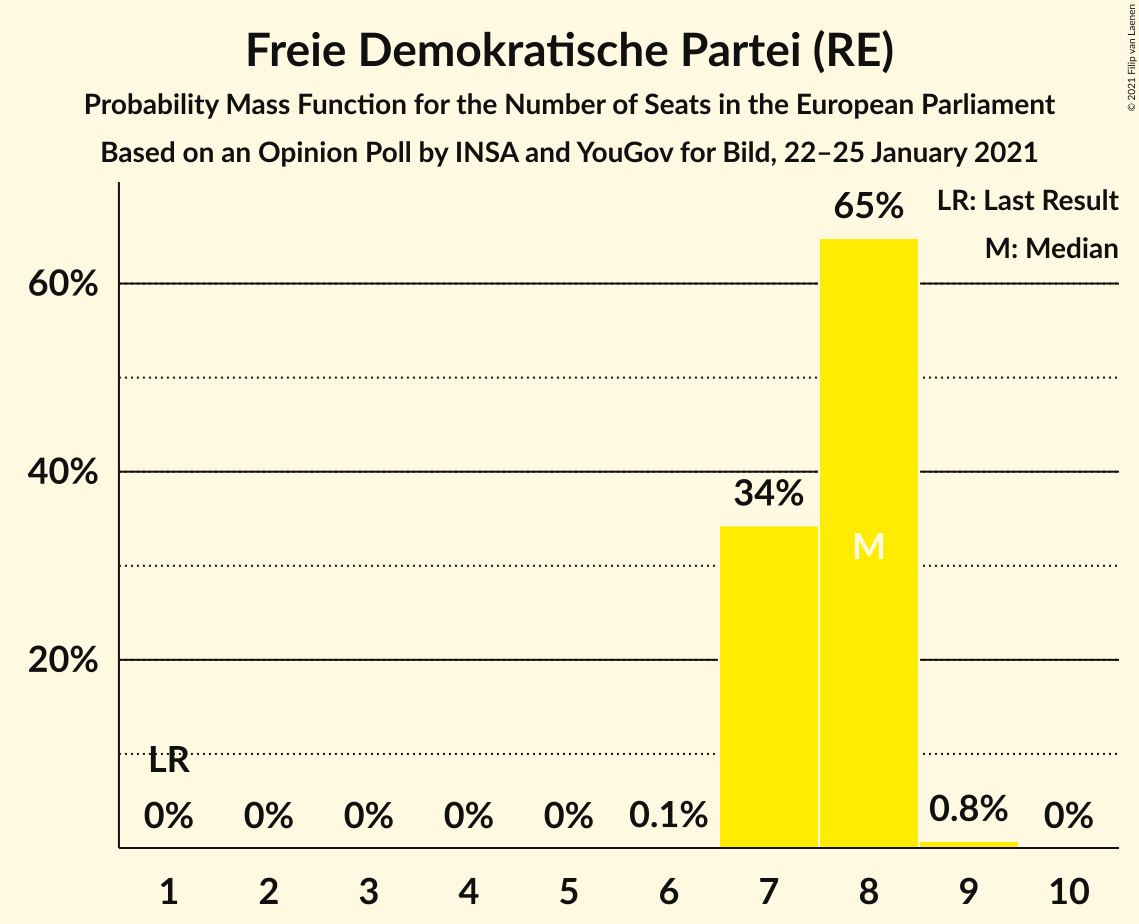 Freie Demokratische Partei (RE)
Probability Mass Function for the Number of Seats in the European Parliament
Based on an Opinion Poll by INSA and YouGov for Bild, 22–25 January 2021
© 2021 Filip van Laenen
LR: Last Result
M: Median
60%
40%
20%
65%
34%
M
LR
0%
0%
0%
0%
0%
0.1%
0.8%
0%
1 2 3 4 5 6 7 8 9 10